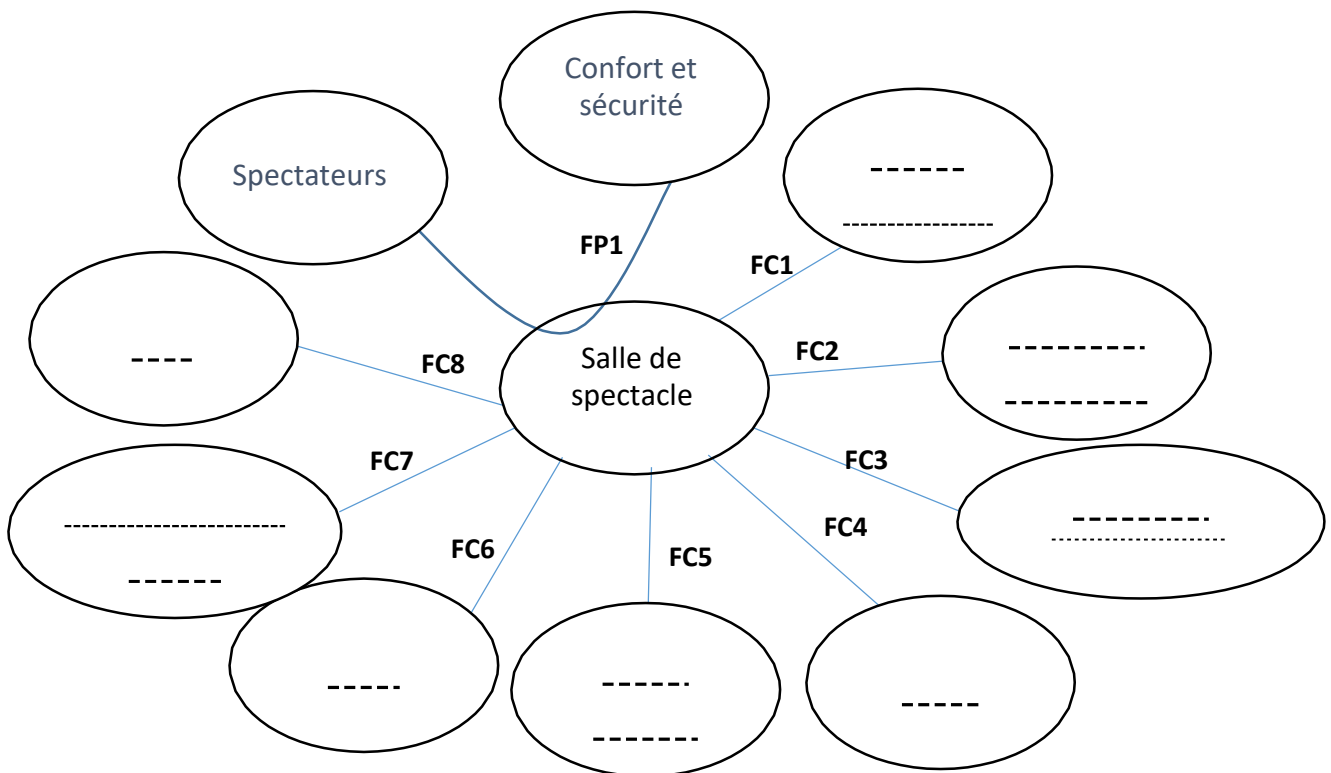 Confort et
sécurité
Spectateurs
FP1
FC1
FC2
FC8
Salle de
spectacle
FC3
FC7
FC4
FC6
FC5